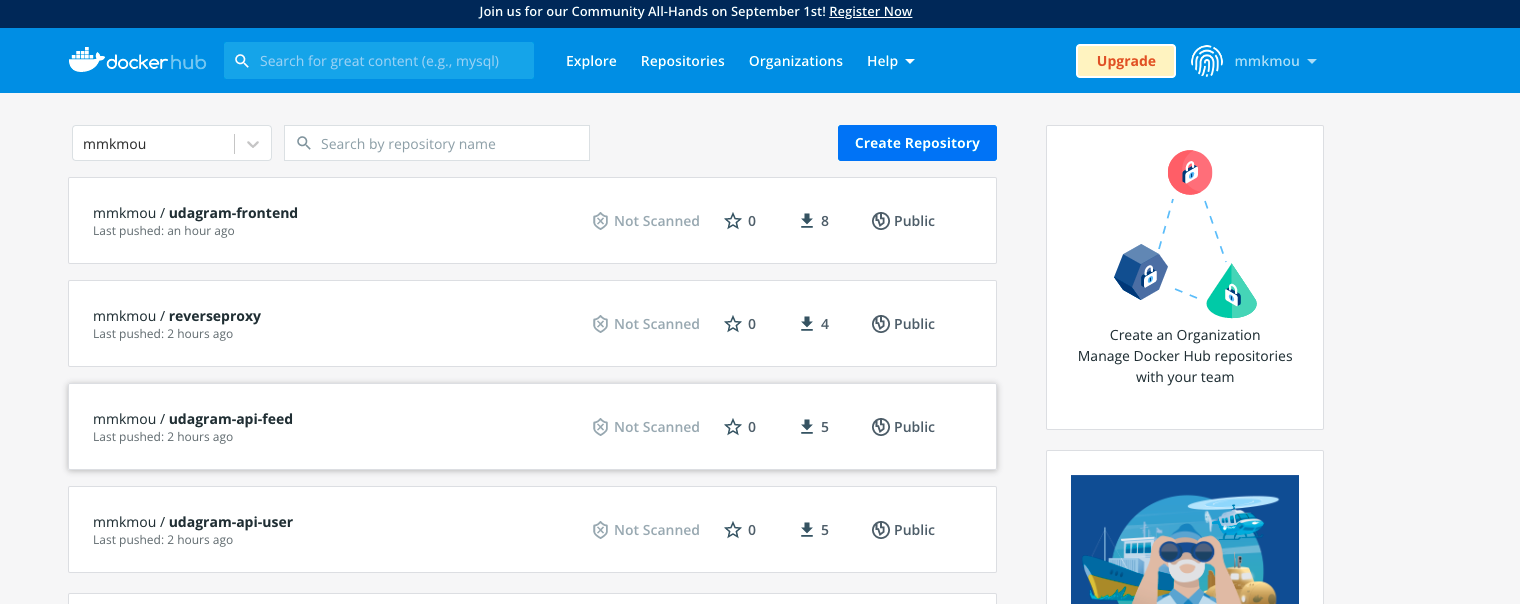 Join us for our Community All-Hands on September 1st! Register Now
docker hub
Search for great content (e.g., mysql)
Explore
Repositories
Organizations
Help
Upgrade
mmkmou
mmkmou
Search by repository name
Create Repository
mmkmou / udagram-frontend
Last pushed: an hour ago
Not Scanned
0
8
Public
mmkmou / reverseproxy
Last pushed: 2 hours ago
Not Scanned
0
4
Public
mmkmou / udagram-api-feed
Last pushed: 2 hours ago
Not Scanned
0
5
Public
mmkmou / udagram-api-user
Last pushed: 2 hours ago
Not Scanned
0
5
Public
Create an Organization
Manage Docker Hub repositories
with your team